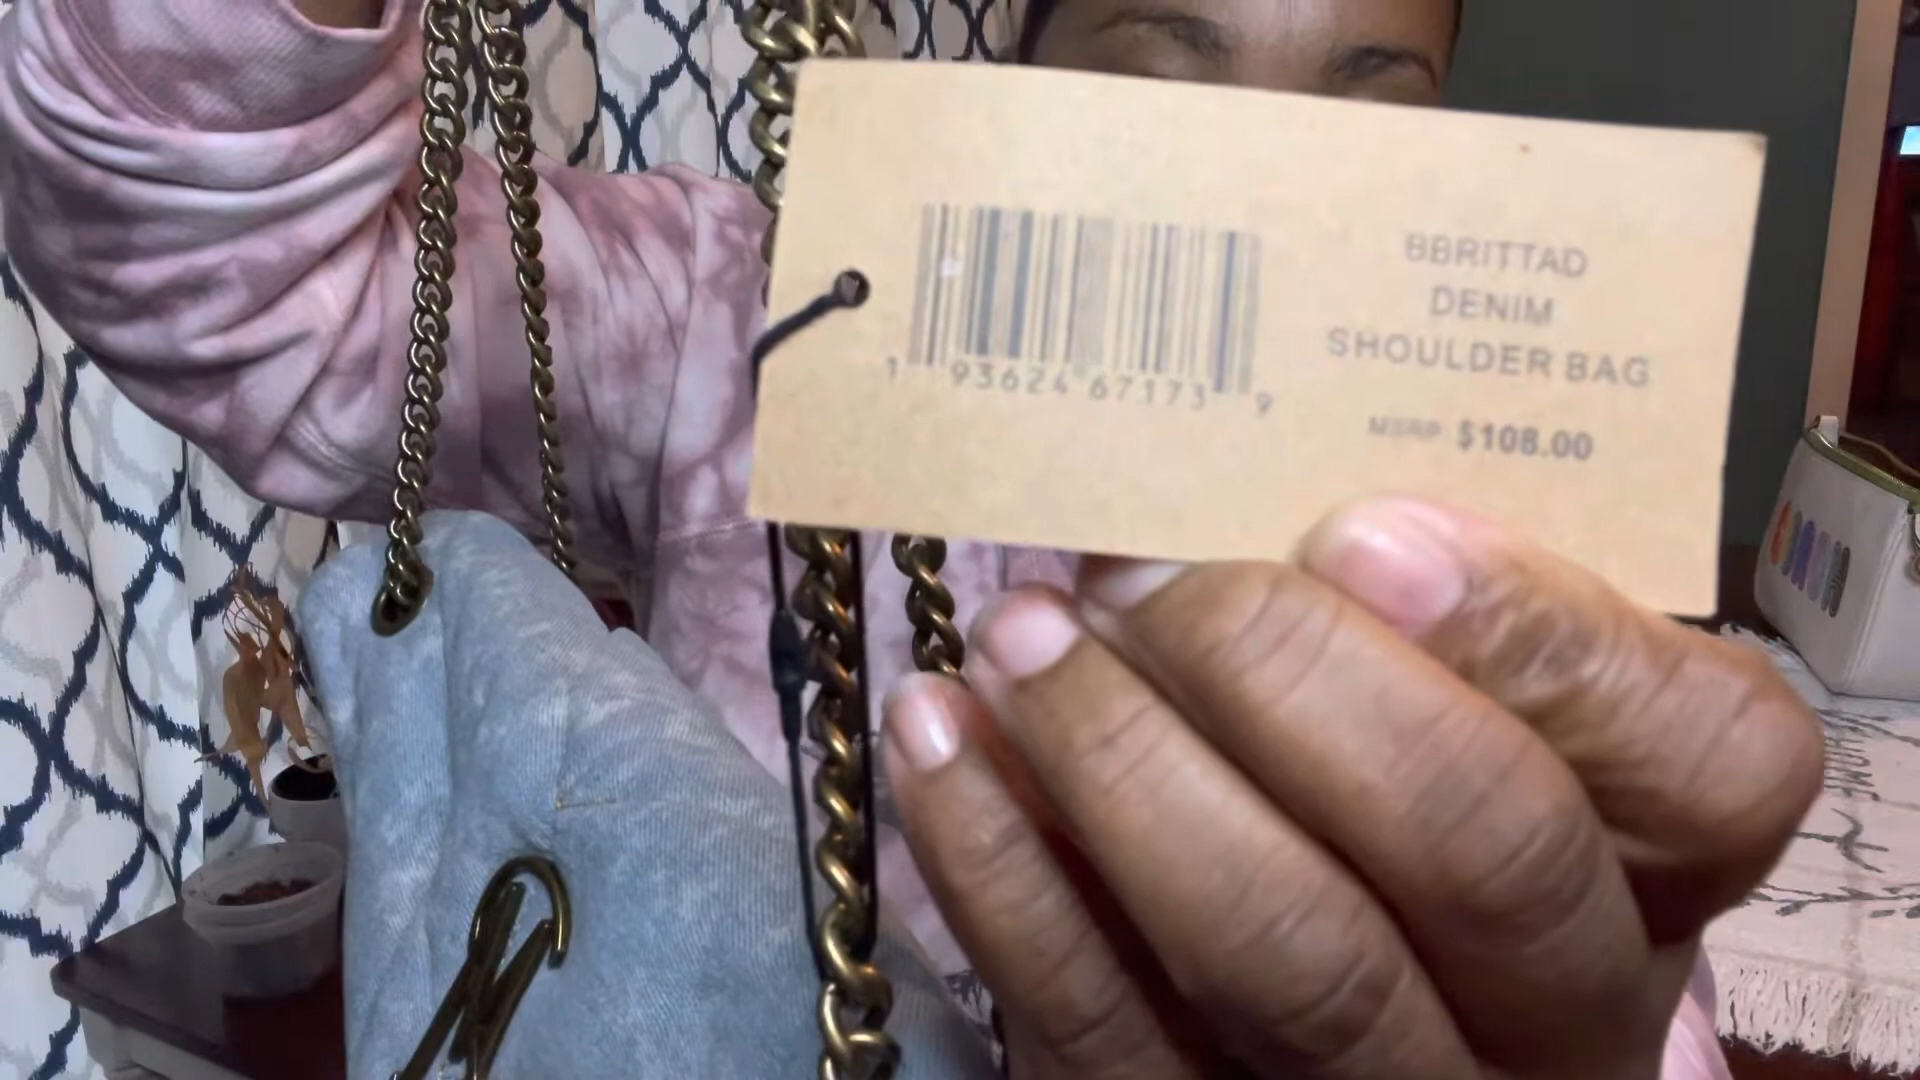 BBRITTAD
DENIM
SHOULDER BAG
MSRP $108.00
1 93624 67173 9